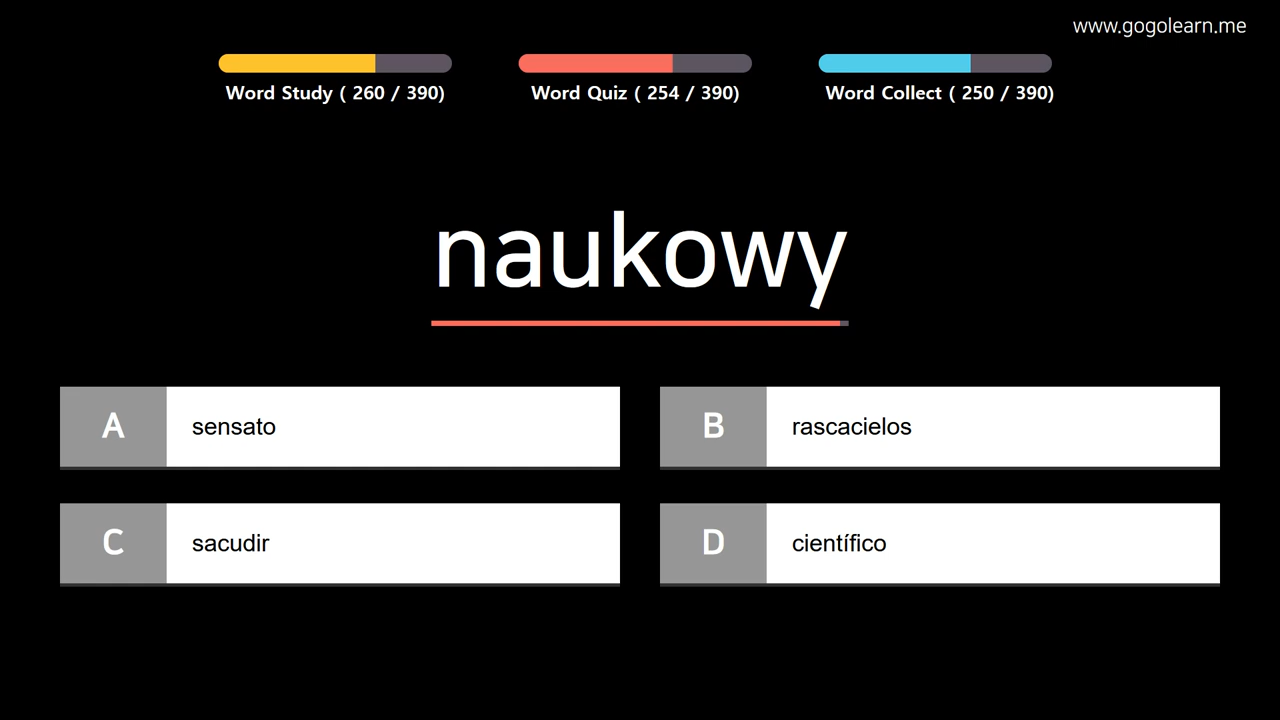 www.gogolearn.me
Word Study ( 260 / 390)
Word Quiz ( 254 / 390)
Word Collect ( 250 / 390)
naukowy
A sensato
B rascacielos
C sacudir
D científico